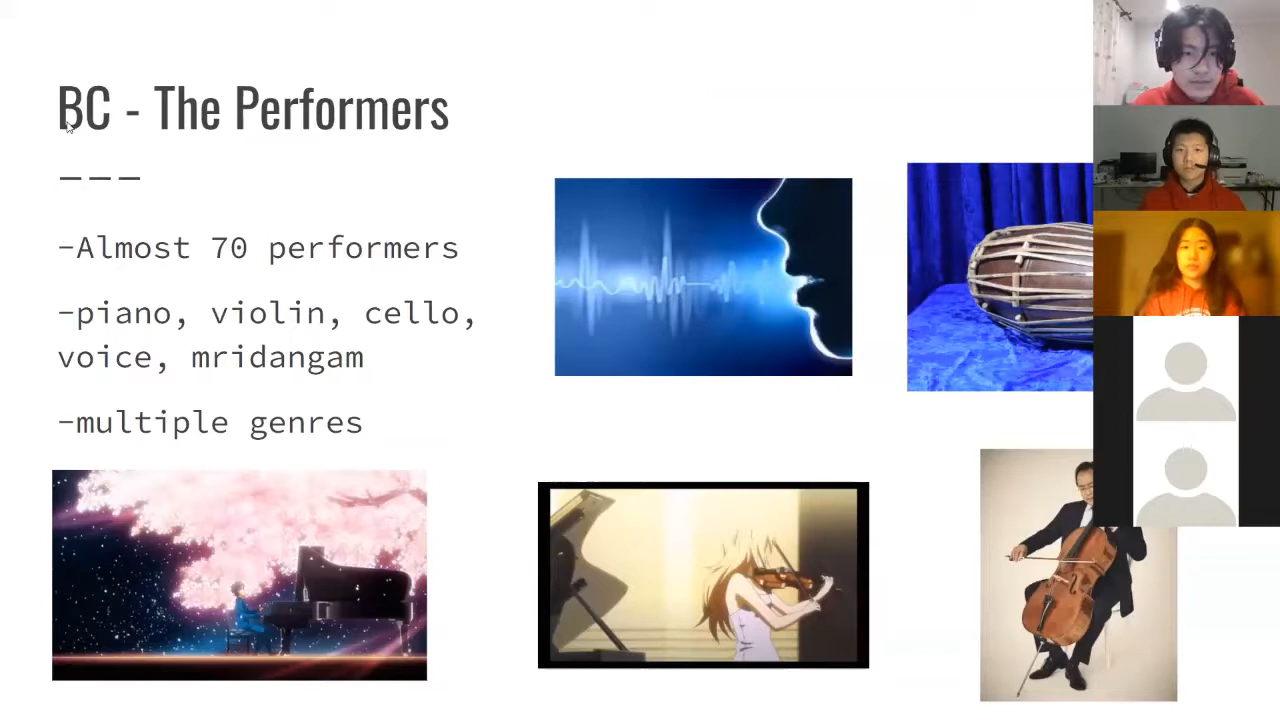 BC - The Performers
–Almost 70 performers
–piano, violin, cello,
voice, mridangam
–multiple genres